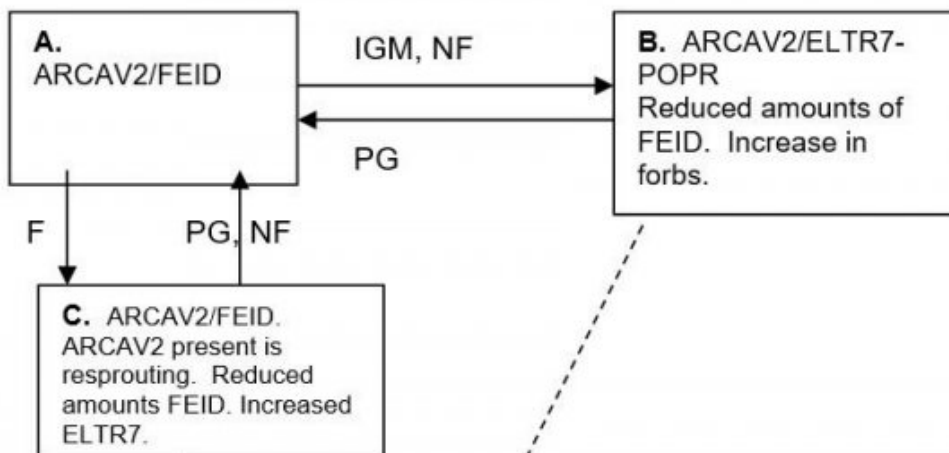 A.
ARCAV2/FEID
IGM, NF
PG
B. ARCAV2/ELTR7-
POPR
Reduced amounts of
FEID. Increase in
forbs.
F
PG, NF
C. ARCAV2/FEID.
ARCAV2 present is
resprouting. Reduced
amounts FEID. Increased
ELTR7.